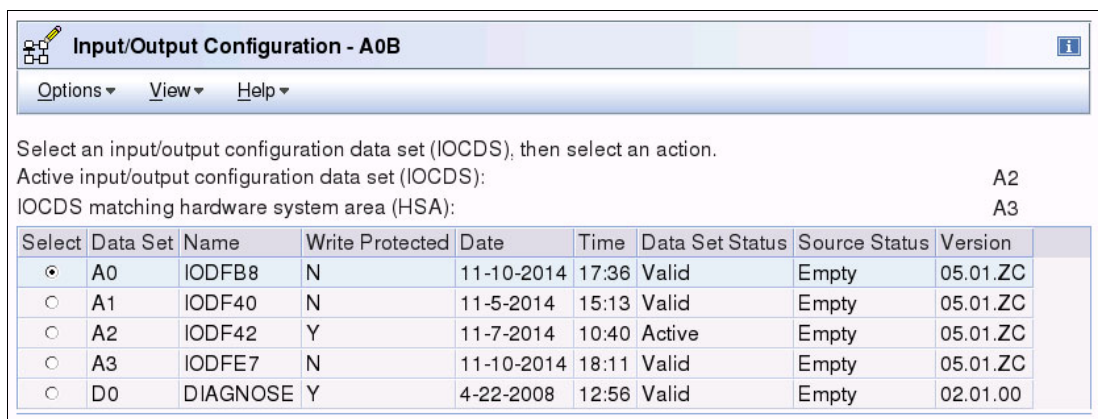 Input/Output Configuration - A0B
i
Options View Help
Select an input/output configuration data set (IOCDS), then select an action.
Active input/output configuration data set (IOCDS): A2
IOCDS matching hardware system area (HSA): A3
Select Data Set Name Write Protected Date Time Data Set Status Source Status Version
A0 IODFB8 N 11-10-2014 17:36 Valid Empty 05.01.ZC
A1 IODF40 N 11-5-2014 15:13 Valid Empty 05.01.ZC
A2 IODF42 Y 11-7-2014 10:40 Active Empty 05.01.ZC
A3 IODFE7 N 11-10-2014 18:11 Valid Empty 05.01.ZC
D0 DIAGNOSE Y 4-22-2008 12:56 Valid Empty 02.01.00